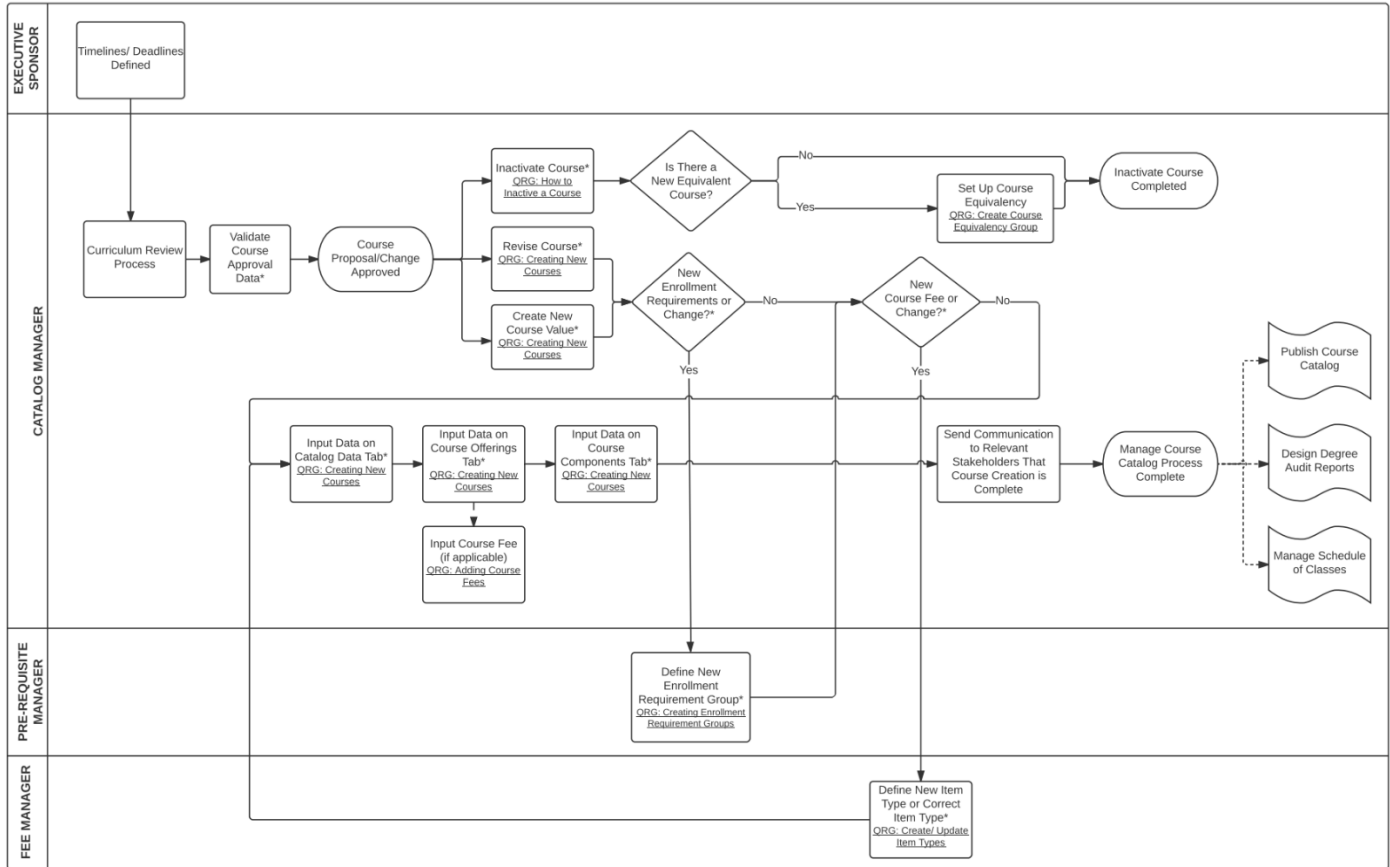 EXECUTIVE
SPONSOR
Timelines/ Deadlines
Defined
CATALOG MANAGER
Curriculum Review
Process
Validate
Course
Approval
Data*
Course
Proposal/Change
Approved
Inactivate Course*
QRG: How to
Inactive a Course
Revise Course*
QRG: Creating New
Courses
Create New
Course Value*
QRG: Creating New
Courses
Is There a
New Equivalent
Course?
No
Yes
Set Up Course
Equivalency
QRG: Create Course
Equivalency Group
Inactivate Course
Completed
New
Enrollment
Requirements or
Change?*
No
Yes
New
Course Fee or
Change?*
No
Yes
Input Data on
Catalog Data Tab*
QRG: Creating New
Courses
Input Data on
Course Offerings
Tab*
QRG: Creating New
Courses
Input Data on
Course
Components Tab*
QRG: Creating New
Courses
Input Course Fee
(if applicable)
QRG: Adding Course
Fees
Send Communication
to Relevant
Stakeholders That
Course Creation is
Complete
Manage Course
Catalog Process
Complete
Publish Course
Catalog
Design Degree
Audit Reports
Manage Schedule
of Classes
PRE-REQUISITE
MANAGER
Define New
Enrollment
Requirement Group*
QRG: Creating Enrollment
Requirement Groups
FEE MANAGER
Define New Item
Type or Correct
Item Type*
QRG: Create/ Update
Item Types